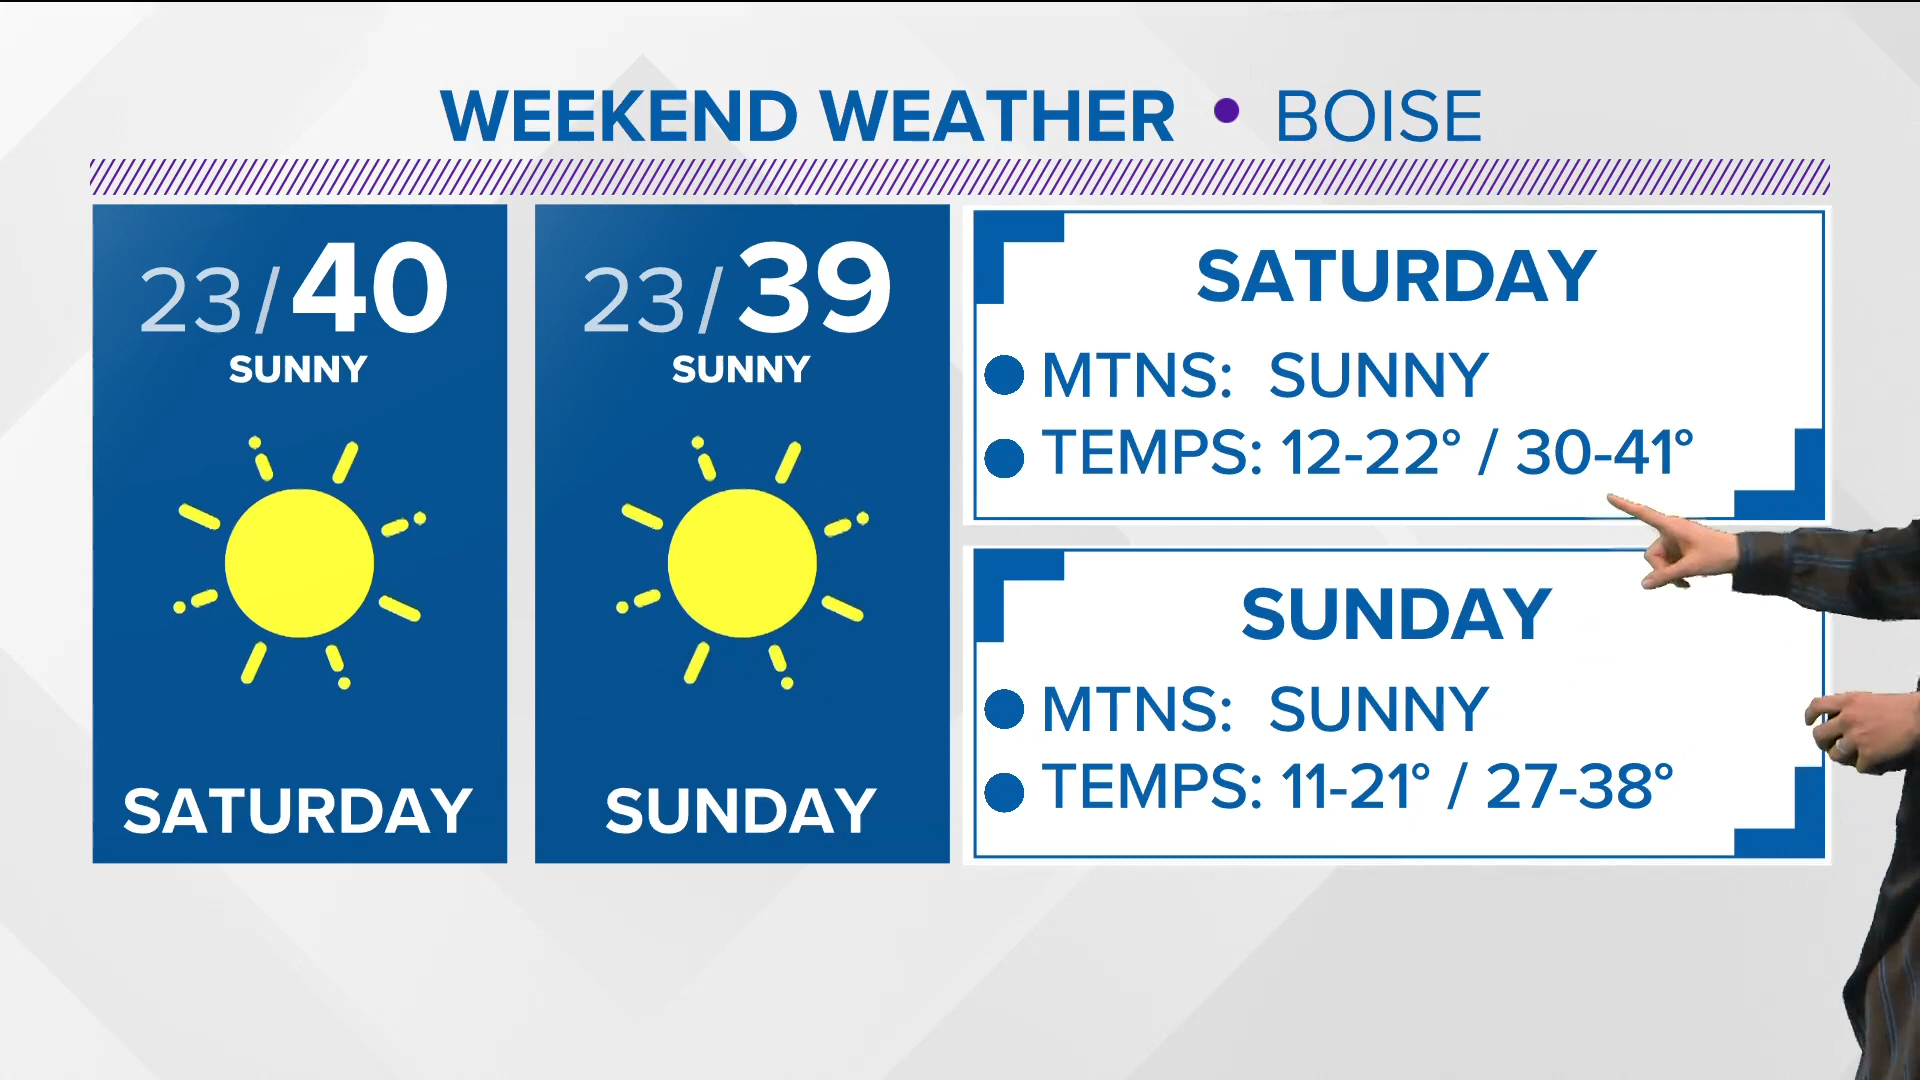 WEEKEND WEATHER • BOISE
23/40
SUNNY
SATURDAY
23/39
SUNNY
SUNDAY
SATURDAY
● MTNS: SUNNY
● TEMPS: 12-22° / 30-41°
SUNDAY
● MTNS: SUNNY
● TEMPS: 11-21° / 27-38°